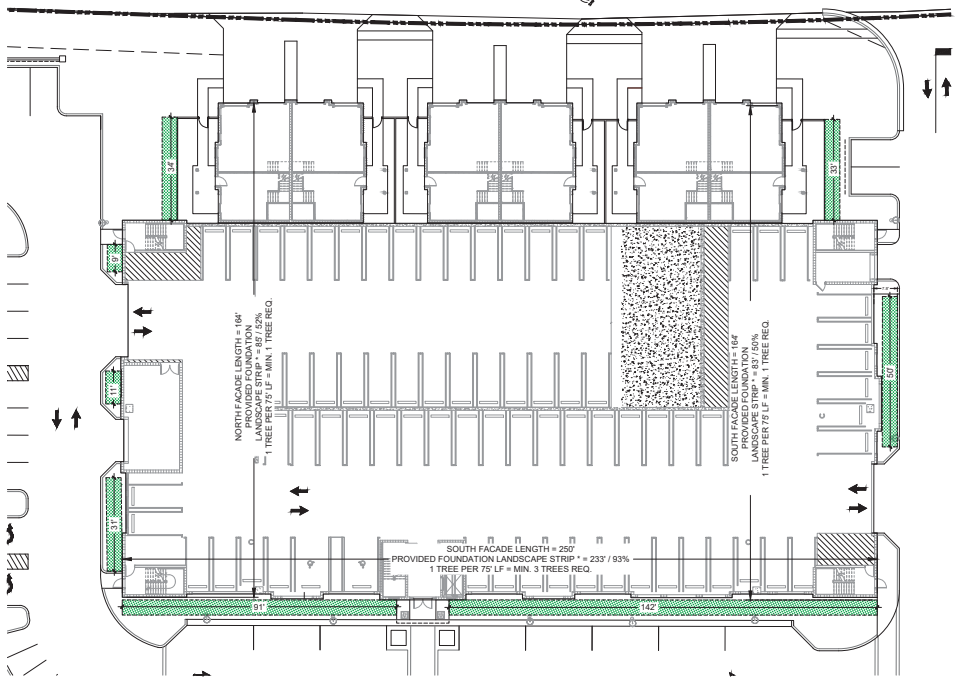 34'
33'
9'
11'
31'
50'
NORTH FACADE LENGTH = 164'
PROVIDED FOUNDATION
LANDSCAPE STRIP * = 85' / 52%
1 TREE PER 75' LF = MIN. 1 TREE REQ.
SOUTH FACADE LENGTH = 164'
PROVIDED FOUNDATION
LANDSCAPE STRIP * = 83' / 50%
1 TREE PER 75' LF = MIN. 1 TREE REQ.
SOUTH FACADE LENGTH = 250'
PROVIDED FOUNDATION LANDSCAPE STRIP * = 233' / 93%
1 TREE PER 75' LF = MIN. 3 TREES REQ.
91'
142'